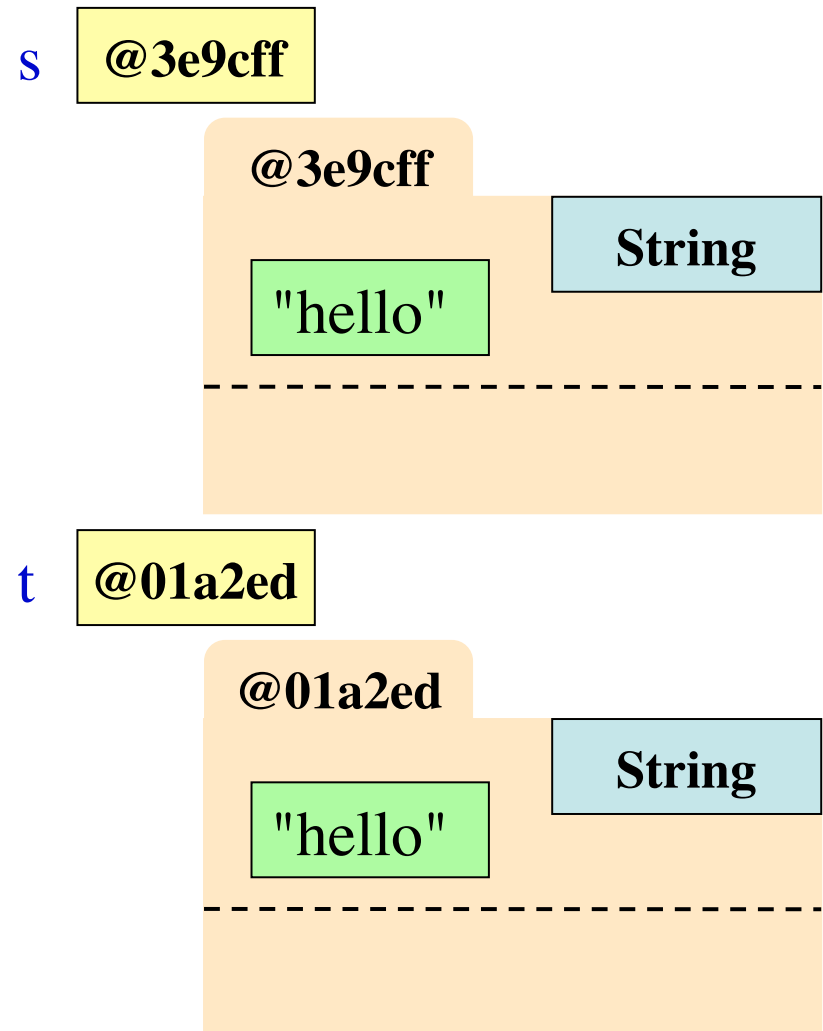 s @3e9cff
@3e9cff
String
"hello"
t @01a2ed
@01a2ed
String
"hello"